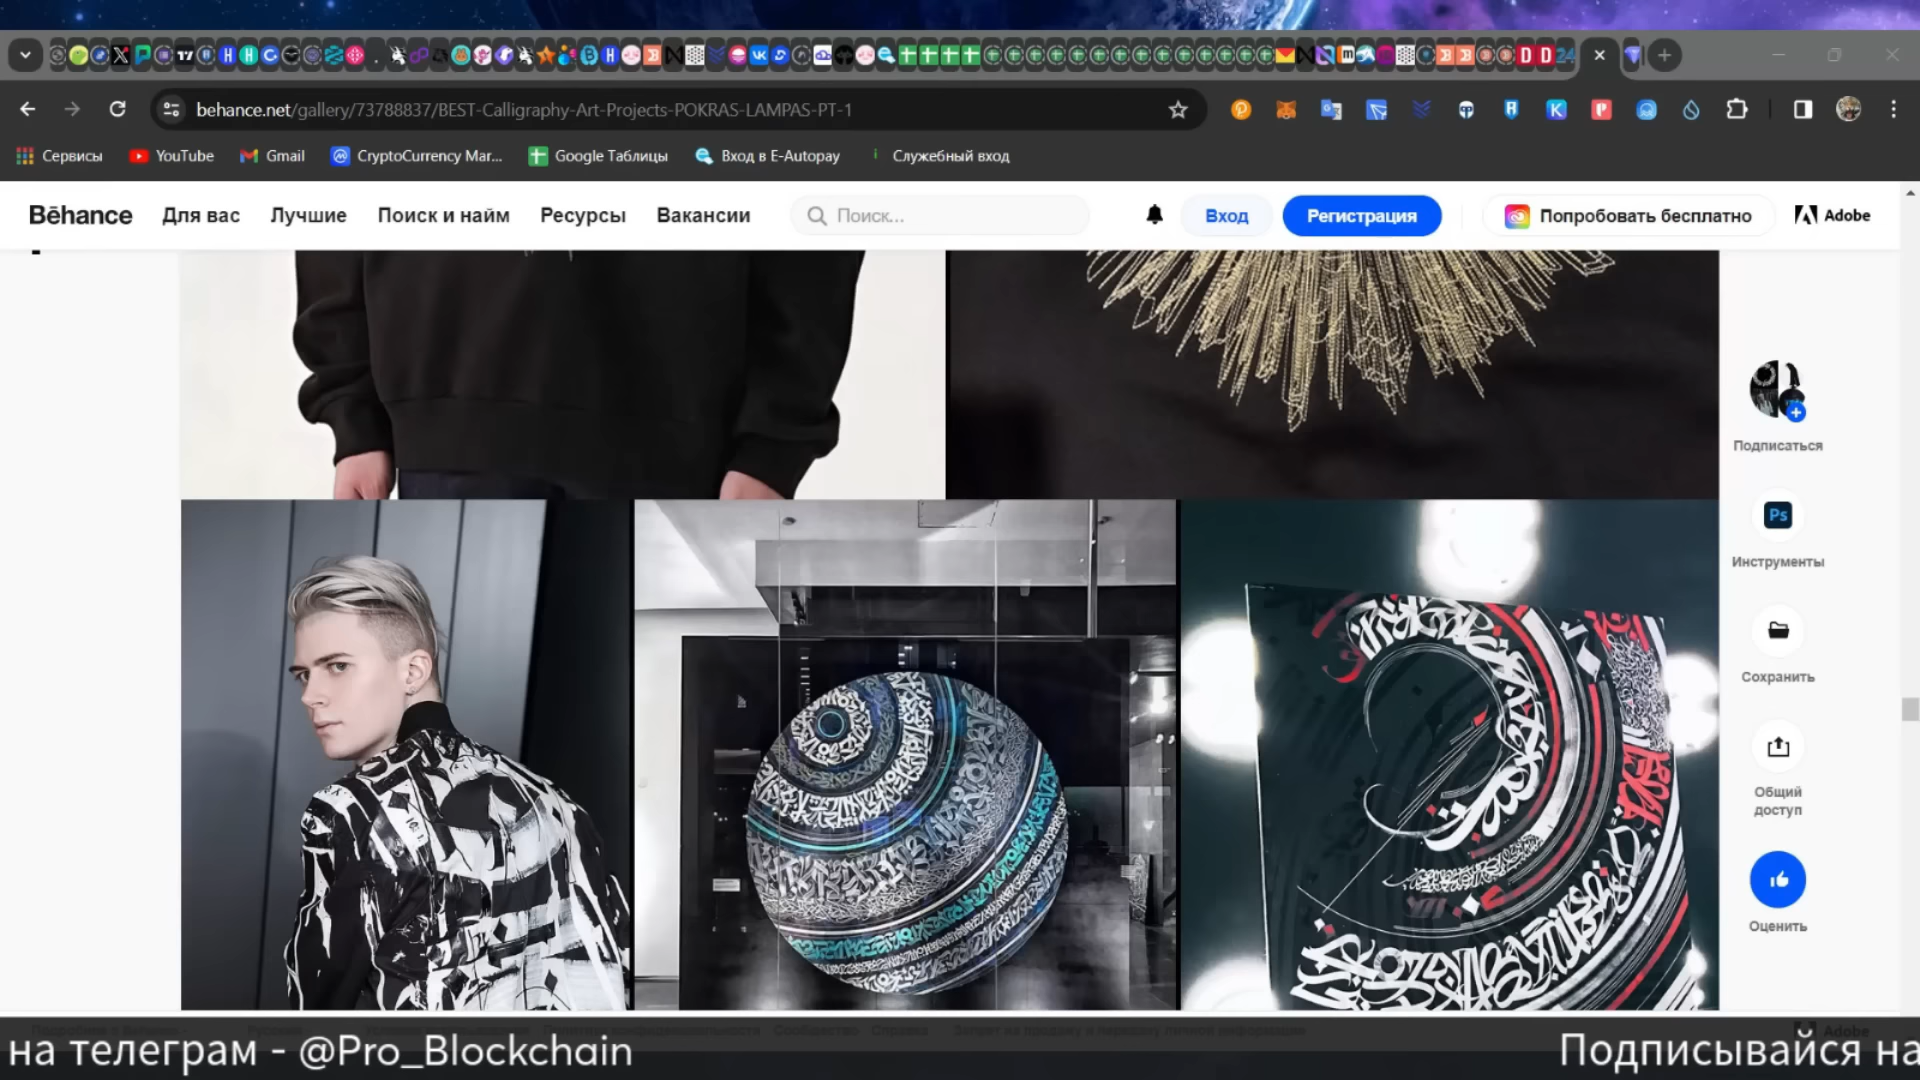 behance.net/gallery/73788837/BEST-Calligraphy-Art-Projects-POKRAS-LAMPAS-PT-1
Сервисы
YouTube
Gmail
CryptoCurrency Mar...
Google Таблицы
Вход в E-Autopay
Служебный вход
Bēhance
Для вас
Лучшие
Поиск и найм
Ресурсы
Вакансии
Поиск...
Вход
Регистрация
Попробовать бесплатно
Adobe
Подписаться
Ps
Инструменты
Сохранить
Общий
доступ
Оценить
на телеграм - @Pro_Blockchain
Подписывайся на